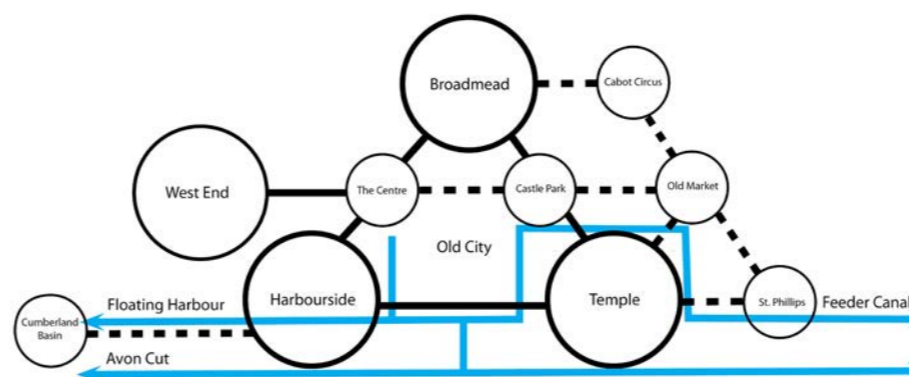 Broadmead
Cabot Circus
West End
The Centre
Castle Park
Old Market
Old City
Floating Harbour
Harbourside
Temple
St. Phillips
Feeder Canal
Cumberland
Basin
Avon Cut